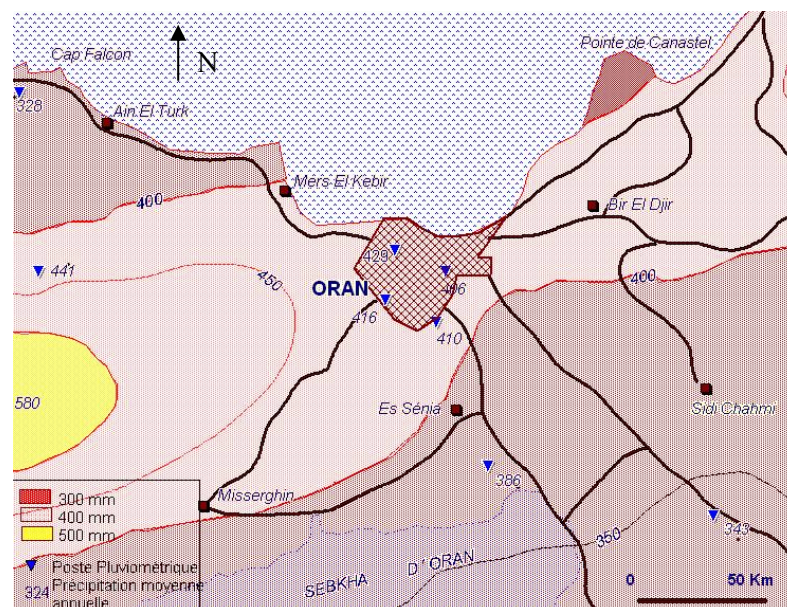 Pointe de Canastel
Cap Falcon
N
328
Ain El Turk
Mers El Kebir
400
Bir El Djir
429
441
450
406
400
ORAN
416
410
580
Es Sénia
Sidi Chahmi
386
Misserghin
300 mm
400 mm
500 mm
343
350
D'ORAN
SEBKHA
Poste Pluviométrique
Précipitation moyenne
annuelle
324
0 50 Km